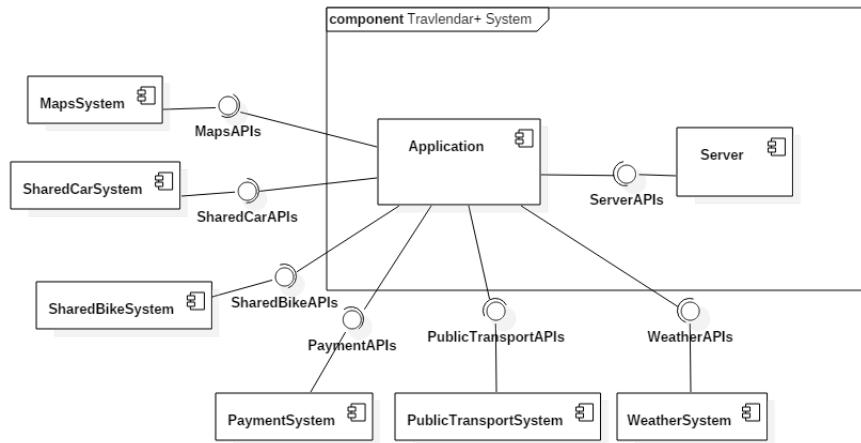 component Travlendar+ System
MapsSystem
MapsAPIs
Application
Server
SharedCarSystem
SharedCarAPIs
ServerAPIs
SharedBikeSystem
SharedBikeAPIs
PaymentAPIs
PublicTransportAPIs
WeatherAPIs
PaymentSystem
PublicTransportSystem
WeatherSystem